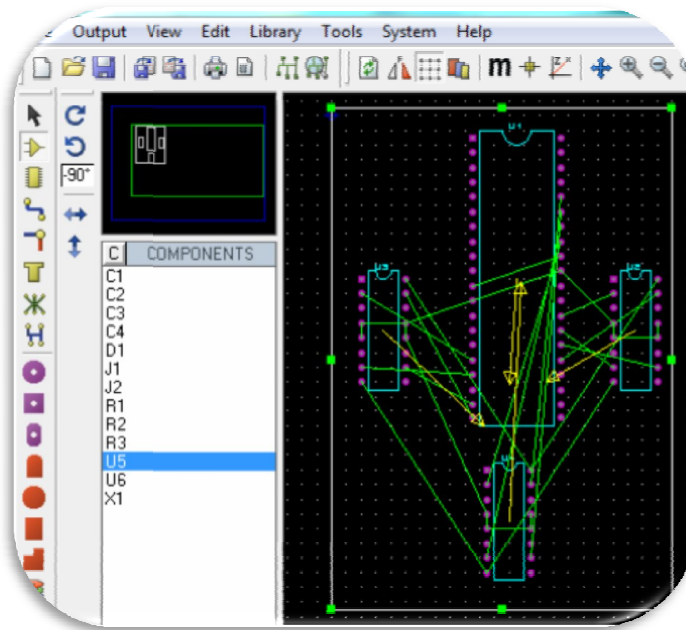 Output View Edit Library Tools System Help
m
-90°
C COMPONENTS
C1
C2
C3
C4
D1
J1
J2
R1
R2
R3
U5
U6
X1